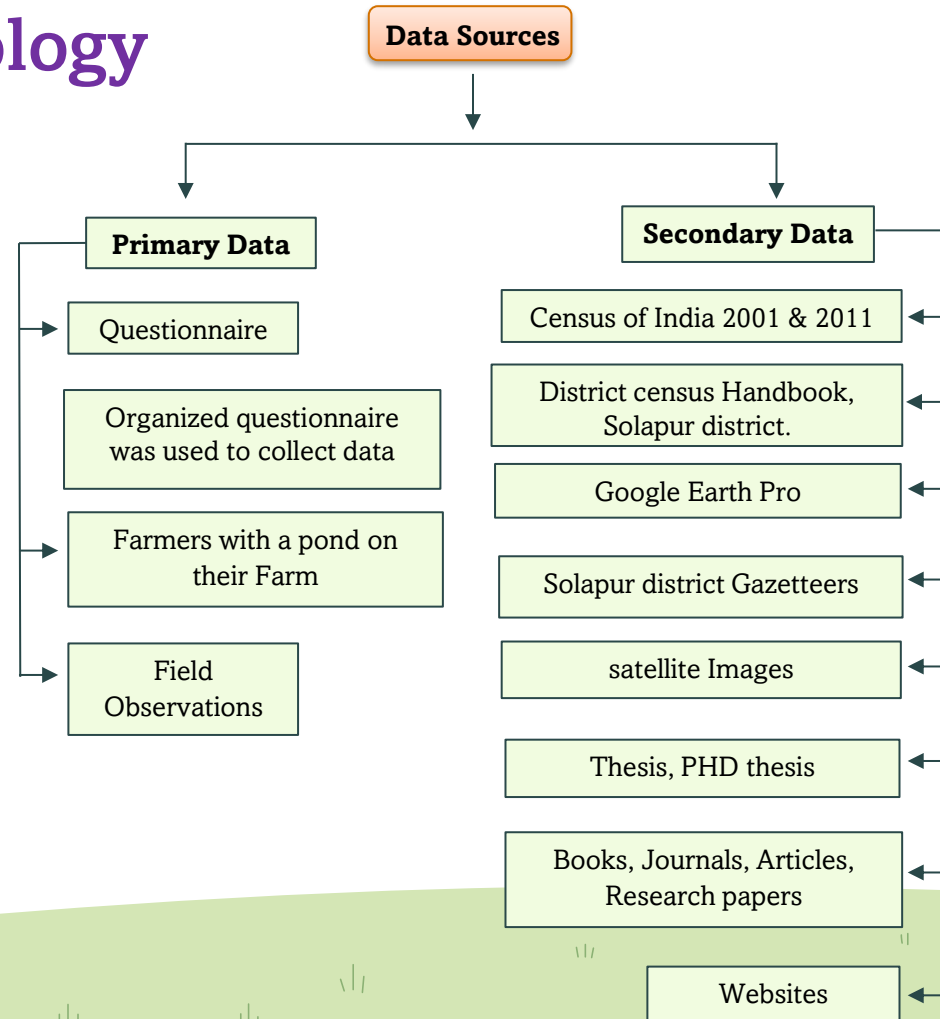 ology
Data Sources
Primary Data
Questionnaire
Organized questionnaire
was used to collect data
Farmers with a pond on
their Farm
Field
Observations
Secondary Data
Census of India 2001 & 2011
District census Handbook,
Solapur district.
Google Earth Pro
Solapur district Gazetteers
satellite Images
Thesis, PHD thesis
Books, Journals, Articles,
Research papers
Websites